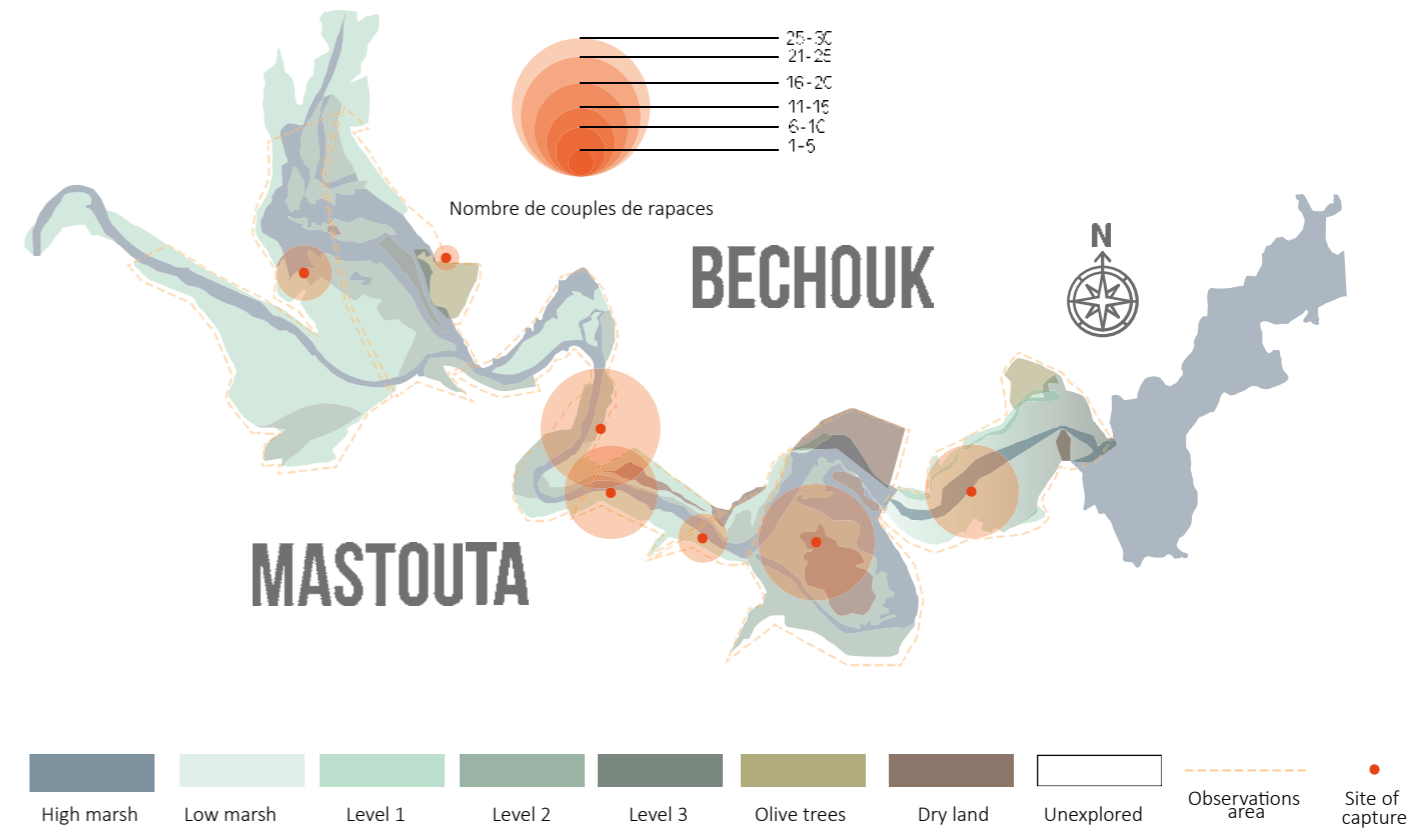 25-30
21-25
16-20
11-15
6-10
1-5
Nombre de couples de rapaces
N
BECHOUK
MASTOUTA
High marsh
Low marsh
Level 1
Level 2
Level 3
Olive trees
Dry land
Unexplored
Observations
area
Site of
capture